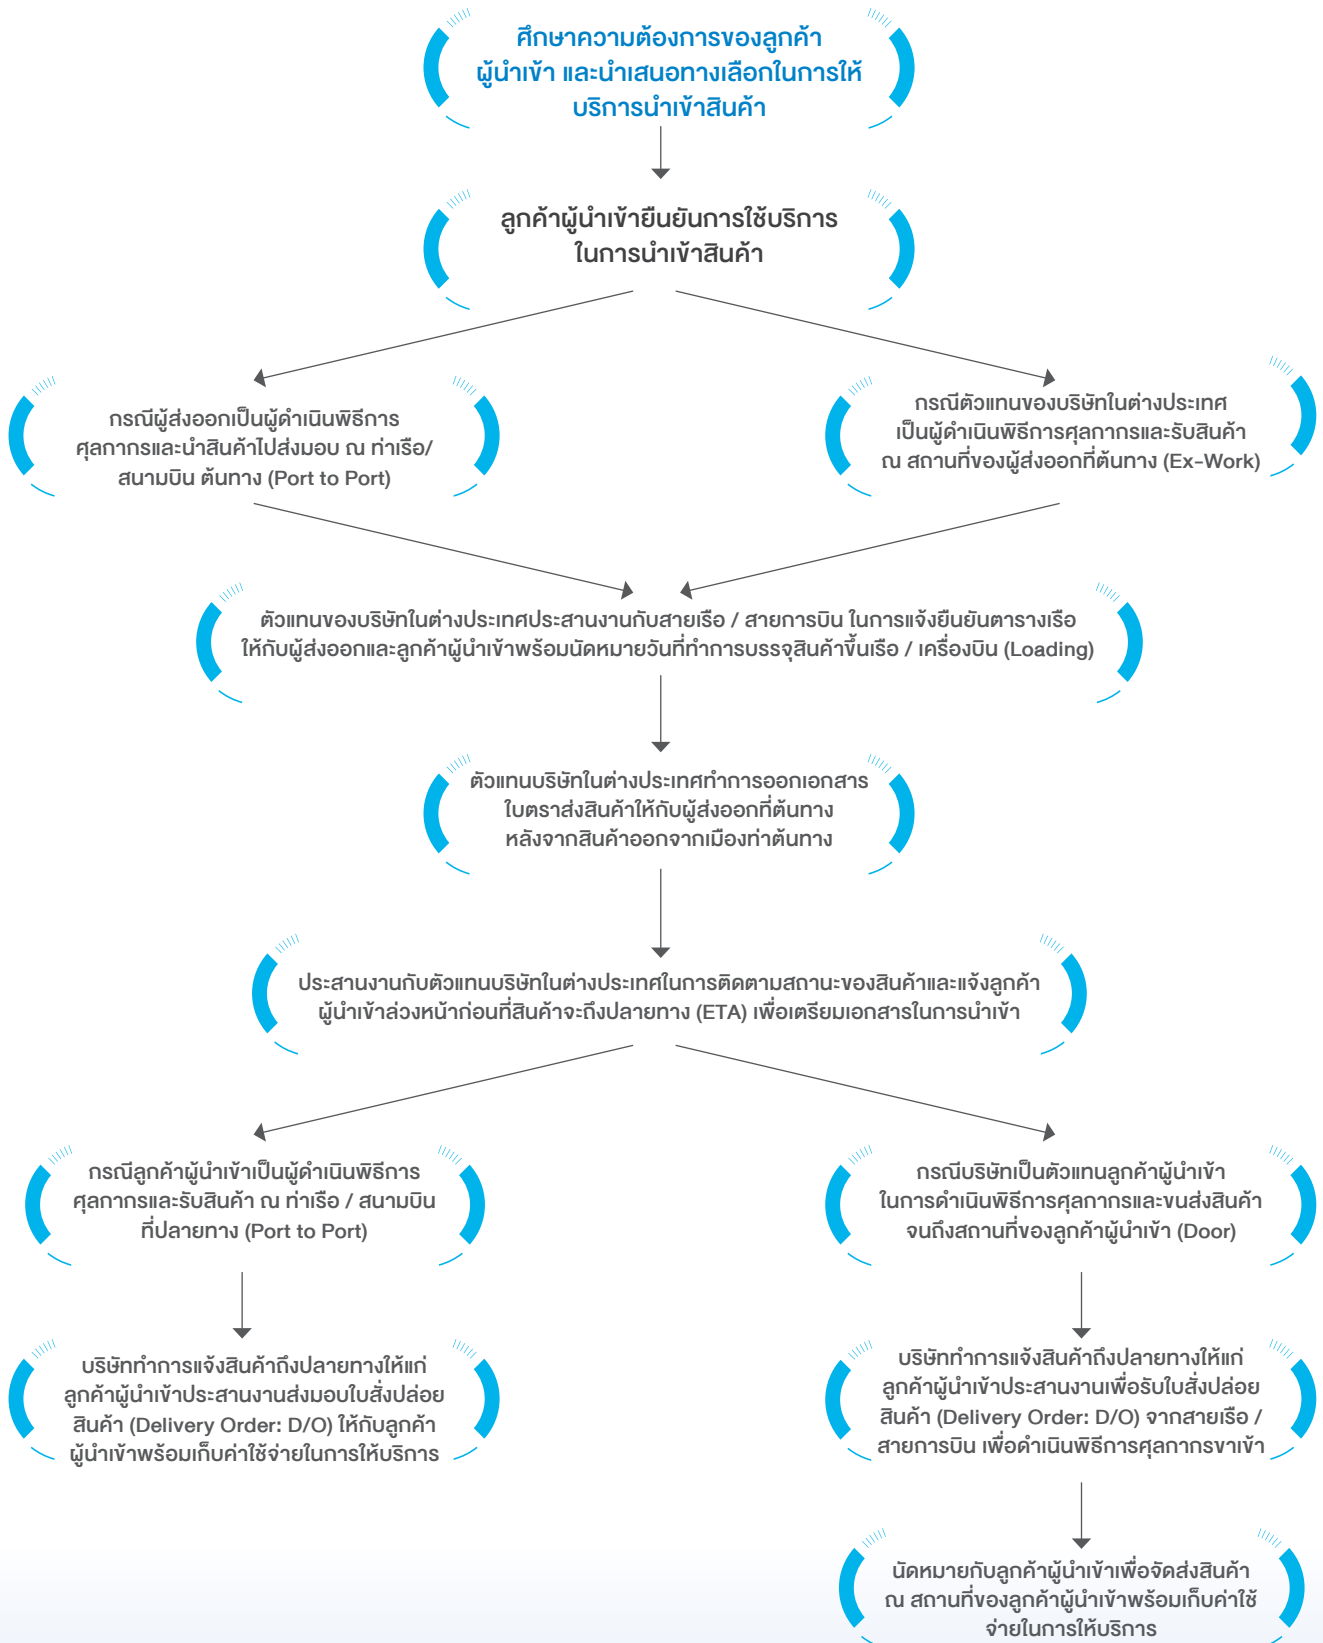 ศึกษาความต้องการของลูกค้า
ผู้นำเข้า และนำเสนอทางเลือกในการให้
บริการนำเข้าสินค้า
ลูกค้าผู้นำเข้ายืนยันการใช้บริการ
ในการนำเข้าสินค้า
กรณีผู้ส่งออกเป็นผู้ดำเนินพิธีการ
ศุลกากรและนำสินค้าไปส่งมอบ ณ ท่าเรือ/
สนามบิน ต้นทาง (Port to Port)
กรณีตัวแทนของบริษัทในต่างประเทศ
เป็นผู้ดำเนินพิธีการศุลกากรและรับสินค้า
ณ สถานที่ของผู้ส่งออกที่ต้นทาง (Ex-Work)
ตัวแทนของบริษัทในต่างประเทศประสานงานกับสายเรือ / สายการบิน ในการแจ้งยืนยันตารางเรือ
ให้กับผู้ส่งออกและลูกค้าผู้นำเข้าพร้อมนัดหมายวันที่ทำการบรรจุสินค้าขึ้นเรือ / เครื่องบิน (Loading)
ตัวแทนบริษัทในต่างประเทศทำการออกเอกสาร
ใบตราส่งสินค้าให้กับผู้ส่งออกที่ต้นทาง
หลังจากสินค้าออกจากเมืองท่าต้นทาง
ประสานงานกับตัวแทนบริษัทในต่างประเทศในการติดตามสถานะของสินค้าและแจ้งลูกค้า
ผู้นำเข้าล่วงหน้าก่อนที่สินค้าจะถึงปลายทาง (ETA) เพื่อเตรียมเอกสารในการนำเข้า
กรณีลูกค้าผู้นำเข้าเป็นผู้ดำเนินพิธีการ
ศุลกากรและรับสินค้า ณ ท่าเรือ / สนามบิน
ที่ปลายทาง (Port to Port)
กรณีบริษัทเป็นตัวแทนลูกค้าผู้นำเข้า
ในการดำเนินพิธีการศุลกากรและขนส่งสินค้า
จนถึงสถานที่ของลูกค้าผู้นำเข้า (Door)
บริษัททำการแจ้งสินค้าถึงปลายทางให้แก่
ลูกค้าผู้นำเข้าประสานงานส่งมอบใบสั่งปล่อย
สินค้า (Delivery Order: D/O) ให้กับลูกค้า
ผู้นำเข้าพร้อมเก็บค่าใช้จ่ายในการให้บริการ
บริษัททำการแจ้งสินค้าถึงปลายทางให้แก่
ลูกค้าผู้นำเข้าประสานงานเพื่อรับใบสั่งปล่อย
สินค้า (Delivery Order: D/O) จากสายเรือ /
สายการบิน เพื่อดำเนินพิธีการศุลกากรขาเข้า
นัดหมายกับลูกค้าผู้นำเข้าเพื่อจัดส่งสินค้า
ณ สถานที่ของลูกค้าผู้นำเข้าพร้อมเก็บค่าใช้
จ่ายในการให้บริการ